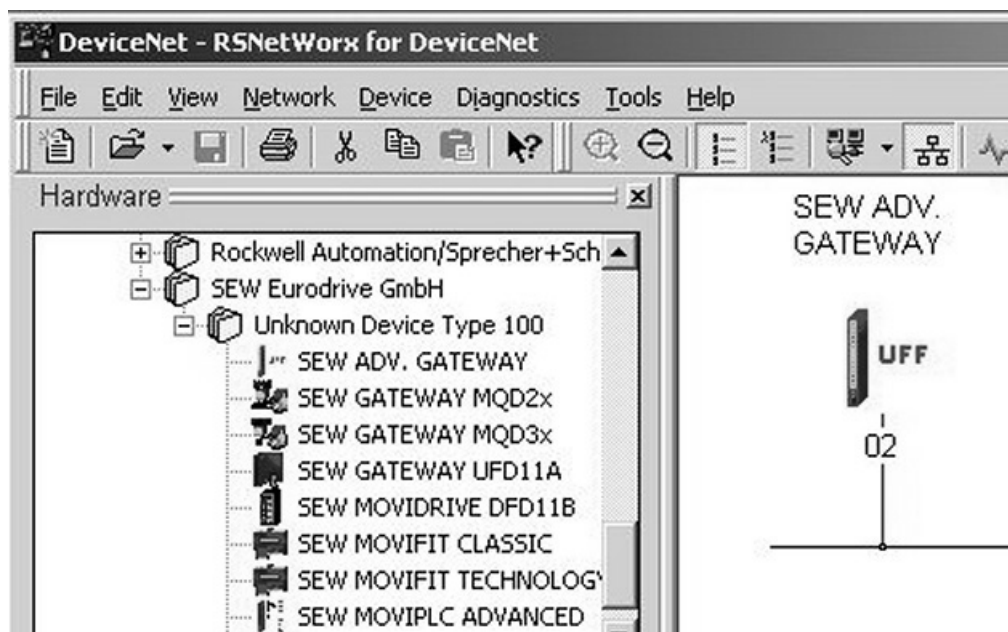 DeviceNet - RSNetWorx for DeviceNet
File Edit View Network Device Diagnostics Tools Help
Hardware
Rockwell Automation/Sprecher+Sch
SEW Eurodrive GmbH
Unknown Device Type 100
SEW ADV. GATEWAY
SEW GATEWAY MQD2x
SEW GATEWAY MQD3x
SEW GATEWAY UFD11A
SEW MOVIDRIVE DFD11B
SEW MOVIFIT CLASSIC
SEW MOVIFIT TECHNOLOGY
SEW MOVIPLC ADVANCED
SEW ADV.
GATEWAY
UFF
02